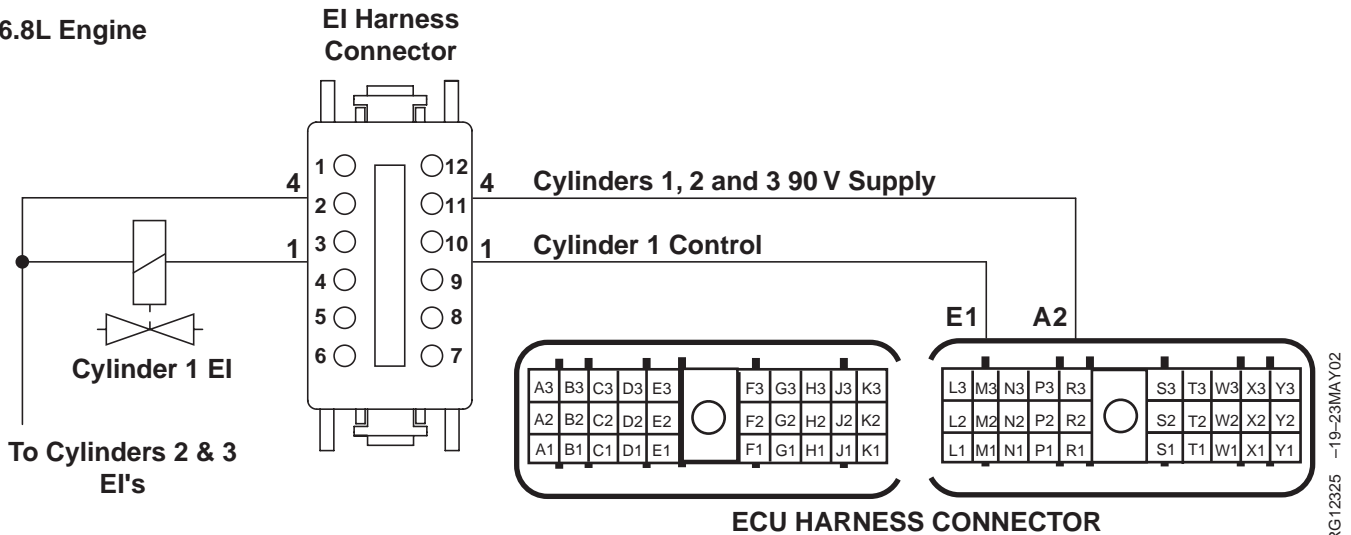 6.8L Engine
EI Harness
Connector
1 12
4 4 Cylinders 1, 2 and 3 90 V Supply
2 11
1 3 10 1 Cylinder 1 Control
4 9
5 8
6 7
Cylinder 1 EI
To Cylinders 2 & 3
EI's
E1 A2
A3 B3 C3 D3 E3 F3 G3 H3 J3 K3
A2 B2 C2 D2 E2 F2 G2 H2 J2 K2
A1 B1 C1 D1 E1 F1 G1 H1 J1 K1
L3 M3 N3 P3 R3 S3 T3 W3 X3 Y3
L2 M2 N2 P2 R2 S2 T2 W2 X2 Y2
L1 M1 N1 P1 R1 S1 T1 W1 X1 Y1
ECU HARNESS CONNECTOR
RG12325 –19–23MAY02